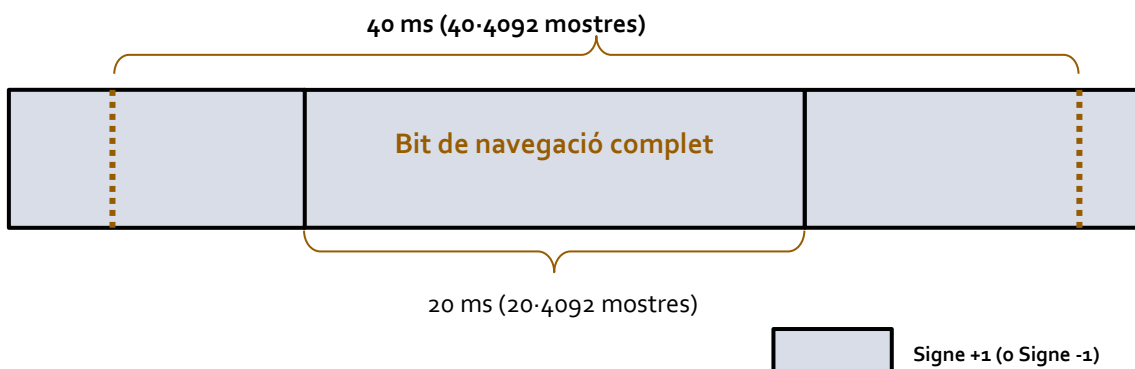 40 ms (40·4092 mostres)
Bit de navegació complet
20 ms (20·4092 mostres)
Signe +1 (o Signe -1)